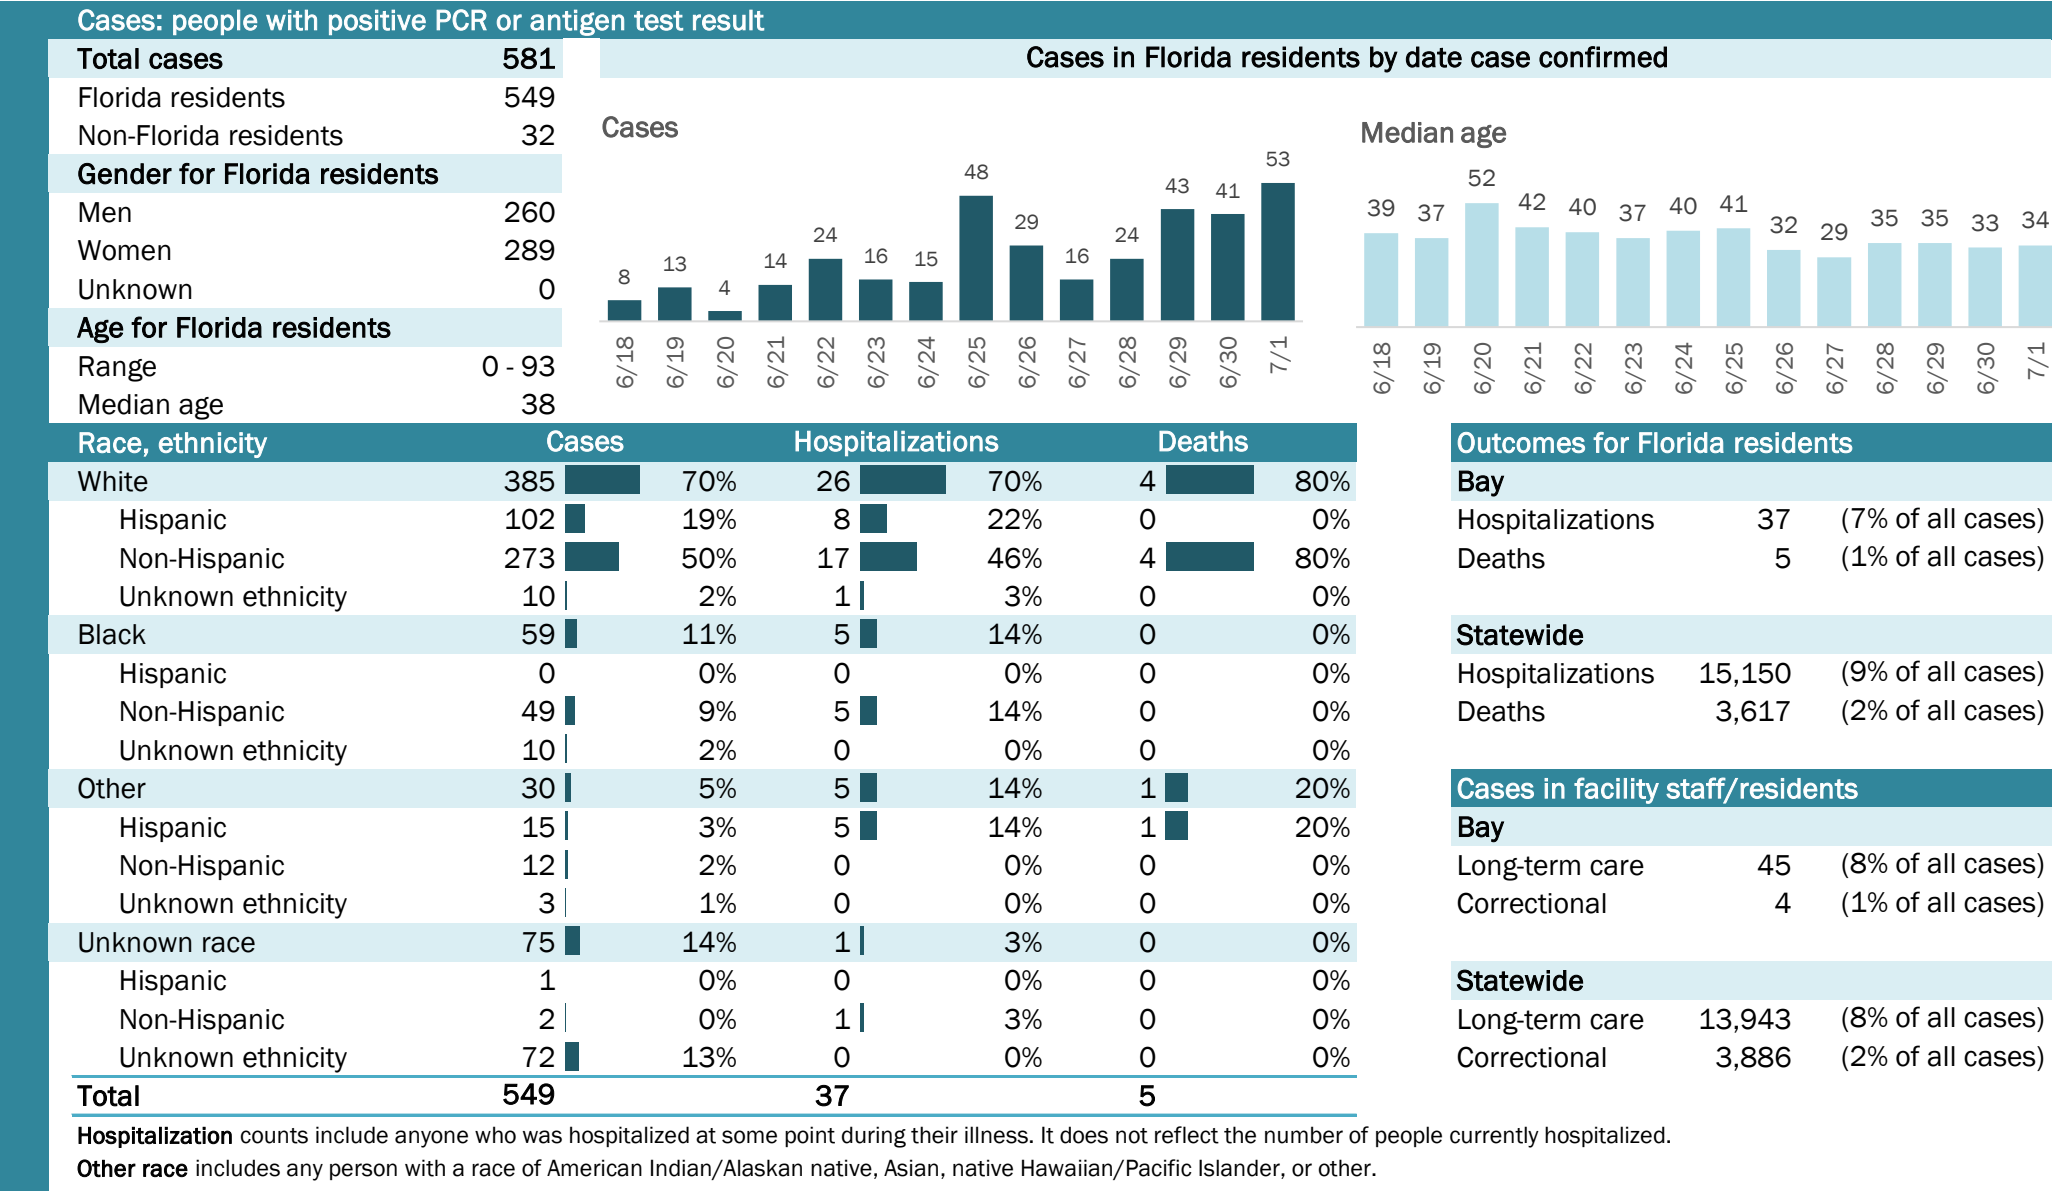 Cases: people with positive PCR or antigen test result
Total cases 581
Florida residents 549
Non-Florida residents 32
Gender for Florida residents
Men 260
Women 289
Unknown 0
Age for Florida residents
Range 0 - 93
Median age 38
Cases in Florida residents by date case confirmed
Cases
8 13 4 14 24 16 15 48 29 16 24 43 41 53
6/18 6/19 6/20 6/21 6/22 6/23 6/24 6/25 6/26 6/27 6/28 6/29 6/30 7/1
Median age
39 37 52 42 40 37 40 41 32 29 35 35 33 34
6/18 6/19 6/20 6/21 6/22 6/23 6/24 6/25 6/26 6/27 6/28 6/29 6/30 7/1
Race, ethnicity Cases Hospitalizations Deaths
White 385 70% 26 70% 4 80%
Hispanic 102 19% 8 22% 0 0%
Non-Hispanic 273 50% 17 46% 4 80%
Unknown ethnicity 10 2% 1 3% 0 0%
Black 59 11% 5 14% 0 0%
Hispanic 0 0% 0 0% 0 0%
Non-Hispanic 49 9% 5 14% 0 0%
Unknown ethnicity 10 2% 0 0% 0 0%
Other 30 5% 5 14% 1 20%
Hispanic 15 3% 5 14% 1 20%
Non-Hispanic 12 2% 0 0% 0 0%
Unknown ethnicity 3 1% 0 0% 0 0%
Unknown race 75 14% 1 3% 0 0%
Hispanic 1 0% 0 0% 0 0%
Non-Hispanic 2 0% 1 3% 0 0%
Unknown ethnicity 72 13% 0 0% 0 0%
Total 549 37 5
Outcomes for Florida residents
Bay
Hospitalizations 37 (7% of all cases)
Deaths 5 (1% of all cases)
Statewide
Hospitalizations 15,150 (9% of all cases)
Deaths 3,617 (2% of all cases)
Cases in facility staff/residents
Bay
Long-term care 45 (8% of all cases)
Correctional 4 (1% of all cases)
Statewide
Long-term care 13,943 (8% of all cases)
Correctional 3,886 (2% of all cases)
Hospitalization counts include anyone who was hospitalized at some point during their illness. It does not reflect the number of people currently hospitalized.
Other race includes any person with a race of American Indian/Alaskan native, Asian, native Hawaiian/Pacific Islander, or other.